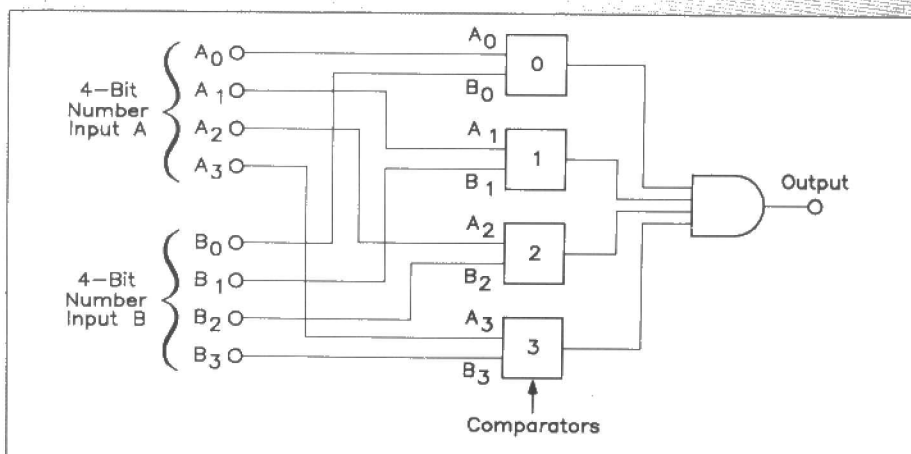 4-Bit
Number
Input A
A0
A1
A2
A3
4-Bit
Number
Input B
B0
B1
B2
B3
A0
B0
0
A1
B1
1
A2
B2
2
A3
B3
3
Comparators
Output